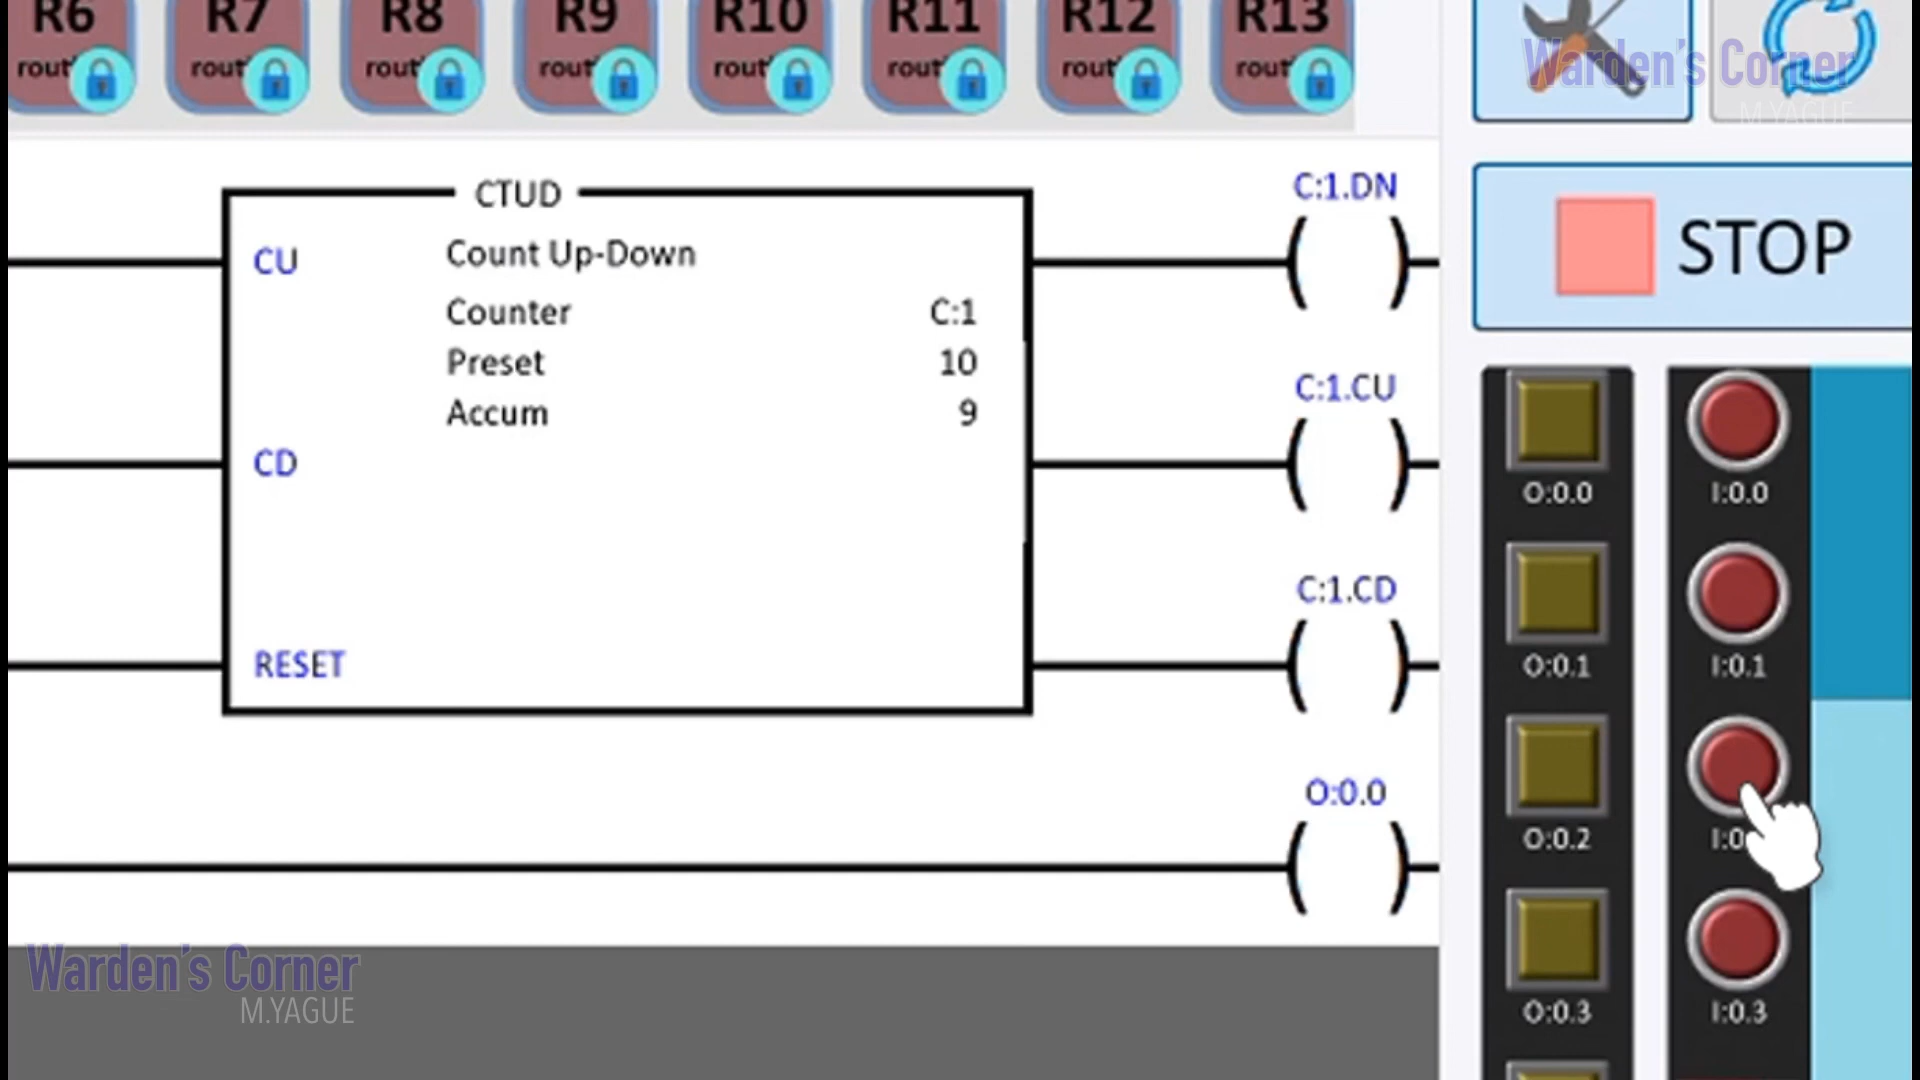 R6 R7 R8 R9 R10 R11 R12 R13
rout rout rout rout rout rout rout rout
Warden's Corner
M.YAGUE
CTUD
C:1.DN
STOP
CU Count Up-Down
Counter C:1
Preset 10
Accum 9
C:1.CU
CD
O:0.0 I:0.0
C:1.CD
RESET
O:0.1 I:0.1
O:0.0
O:0.2 I:0
Warden's Corner
M.YAGUE
O:0.3 I:0.3